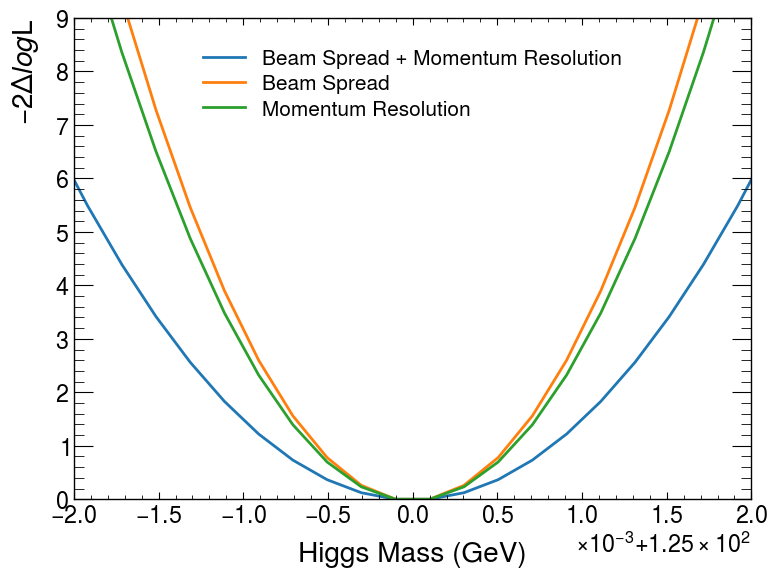 9
8
7
6
5
4
3
2
1
0
−2ΔlogL
Beam Spread + Momentum Resolution
Beam Spread
Momentum Resolution
−2.0 −1.5 −1.0 −0.5 0.0 0.5 1.0 1.5 2.0
×10⁻³+1.25 × 10²
Higgs Mass (GeV)